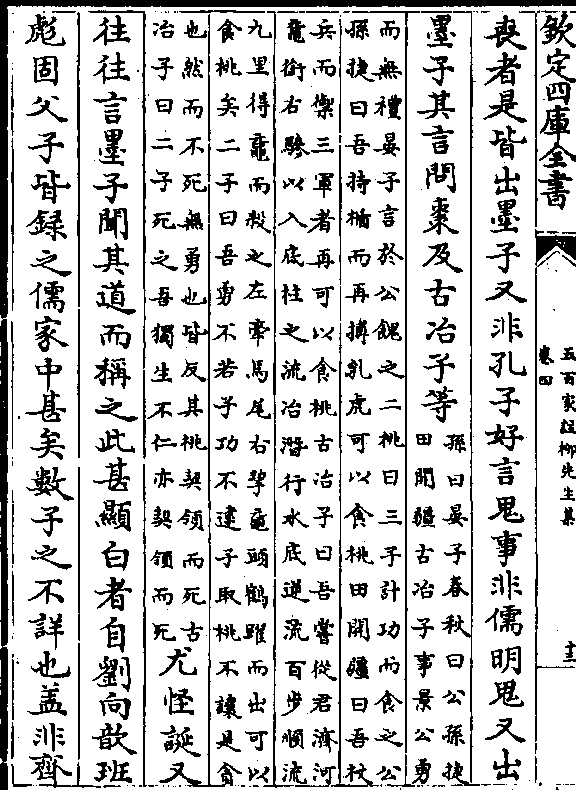 欽定四庫全書
五百家註柳先生集
卷四
十三
喪者是皆出墨子又非孔子好言鬼事非儒明鬼又出
墨子其言問棗及古冶子等
孫曰晏子春秋曰公孫捷
田開疆古冶子事景公勇
而無禮晏子言於公餽之二桃曰三子計功而食之公
孫捷曰吾持楯而再搏乳虎可以食桃田開疆曰吾杖
兵而禦三軍者再可以食桃古冶子曰吾嘗從君濟河
黿銜右驂以入底柱之流冶潛行水底逆流百步順流
九里得黿而殺之左牽馬尾右挈黿頭鶴躍而出可以
食桃矣二子曰吾勇不若子功不逮子取桃不讓是貪
也然而不死無勇也皆反其桃契領而死古
冶子曰二子死之吾獨生不仁亦契領而死
尤怪誕又
往往言墨子聞其道而稱之此甚顯白者自劉向歆班
彪固父子皆録之儒家中甚矣數子之不詳也盖非齊